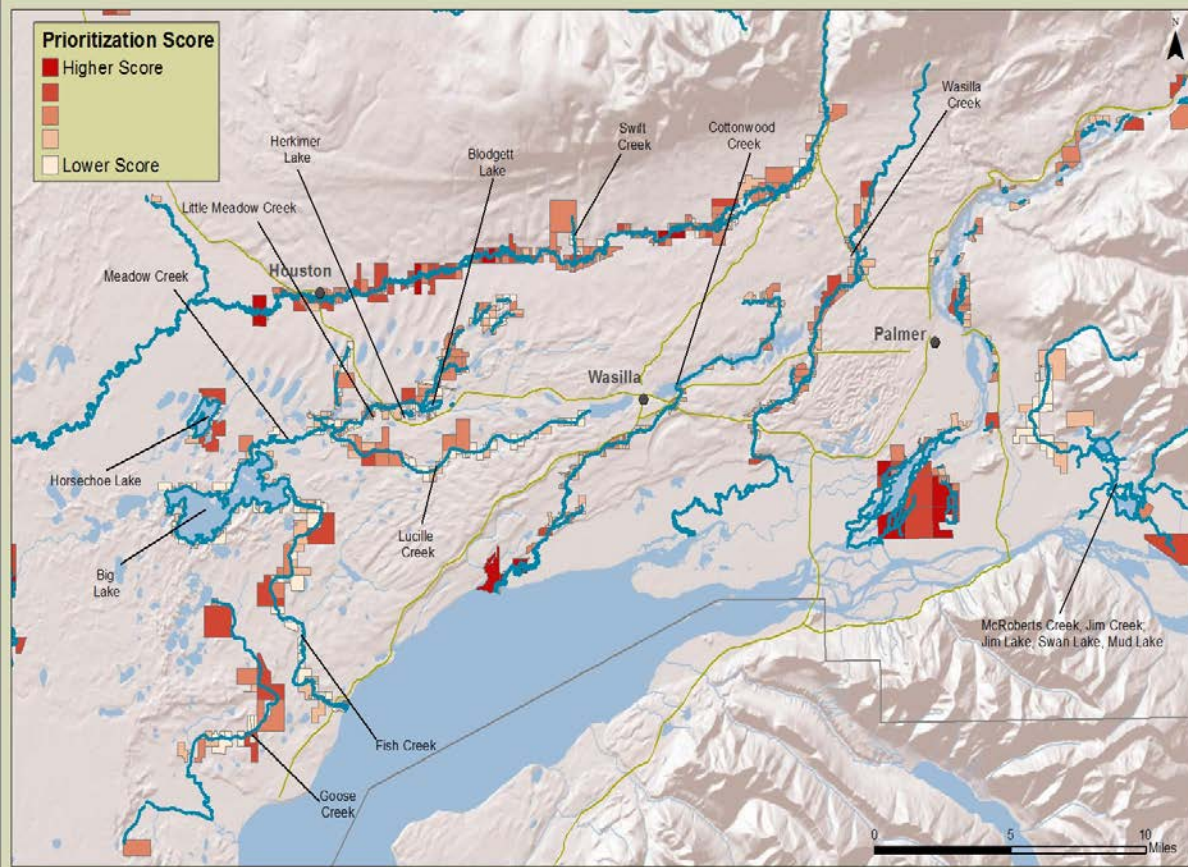 Prioritization Score
Higher Score
Lower Score
N
Wasilla
Creek
Cottonwood
Creek
Swift
Creek
Herkimer
Lake
Blodgett
Lake
Little Meadow Creek
Meadow Creek
Houston
Palmer
Wasilla
Horsechoe Lake
Lucille
Creek
Big
Lake
McRoberts Creek, Jim Creek,
Jim Lake, Swan Lake, Mud Lake
Fish Creek
Goose
Creek
0 5 10
Miles